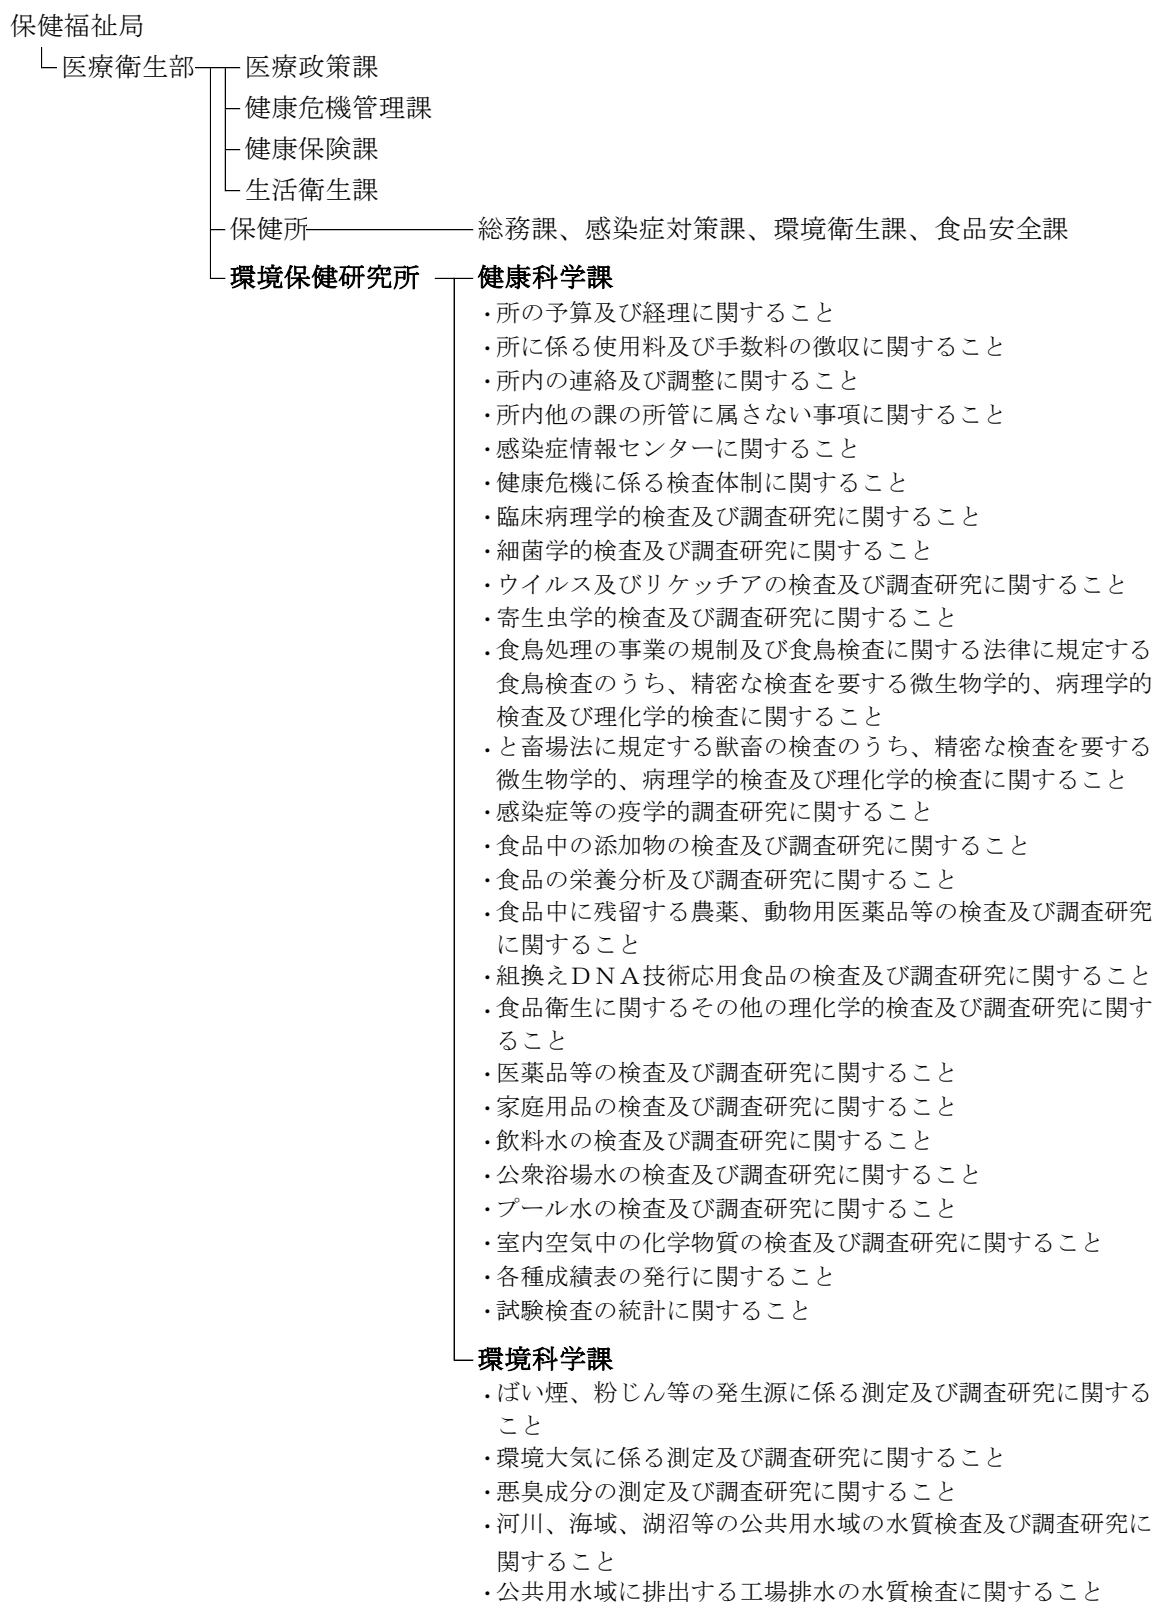 保健福祉局
医療衛生部 医療政策課
健康危機管理課
健康保険課
生活衛生課
保健所 総務課、感染症対策課、環境衛生課、食品安全課
環境保健研究所 健康科学課
・所の予算及び経理に関すること
・所に係る使用料及び手数料の徴収に関すること
・所内の連絡及び調整に関すること
・所内他の課の所管に属さない事項に関すること
・感染症情報センターに関すること
・健康危機に係る検査体制に関すること
・臨床病理学的検査及び調査研究に関すること
・細菌学的検査及び調査研究に関すること
・ウイルス及びリケッチアの検査及び調査研究に関すること
・寄生虫学的検査及び調査研究に関すること
・食鳥処理の事業の規制及び食鳥検査に関する法律に規定する
食鳥検査のうち、精密な検査を要する微生物学的、病理学的
検査及び理化学的検査に関すること
・と畜場法に規定する獣畜の検査のうち、精密な検査を要する
微生物学的、病理学的検査及び理化学的検査に関すること
・感染症等の疫学的調査研究に関すること
・食品中の添加物の検査及び調査研究に関すること
・食品の栄養分析及び調査研究に関すること
・食品中に残留する農薬、動物用医薬品等の検査及び調査研究
に関すること
・組換えＤＮＡ技術応用食品の検査及び調査研究に関すること
・食品衛生に関するその他の理化学的検査及び調査研究に関す
ること
・医薬品等の検査及び調査研究に関すること
・家庭用品の検査及び調査研究に関すること
・飲料水の検査及び調査研究に関すること
・公衆浴場水の検査及び調査研究に関すること
・プール水の検査及び調査研究に関すること
・室内空気中の化学物質の検査及び調査研究に関すること
・各種成績表の発行に関すること
・試験検査の統計に関すること
環境科学課
・ばい煙、粉じん等の発生源に係る測定及び調査研究に関する
こと
・環境大気に係る測定及び調査研究に関すること
・悪臭成分の測定及び調査研究に関すること
・河川、海域、湖沼等の公共用水域の水質検査及び調査研究に
関すること
・公共用水域に排出する工場排水の水質検査に関すること